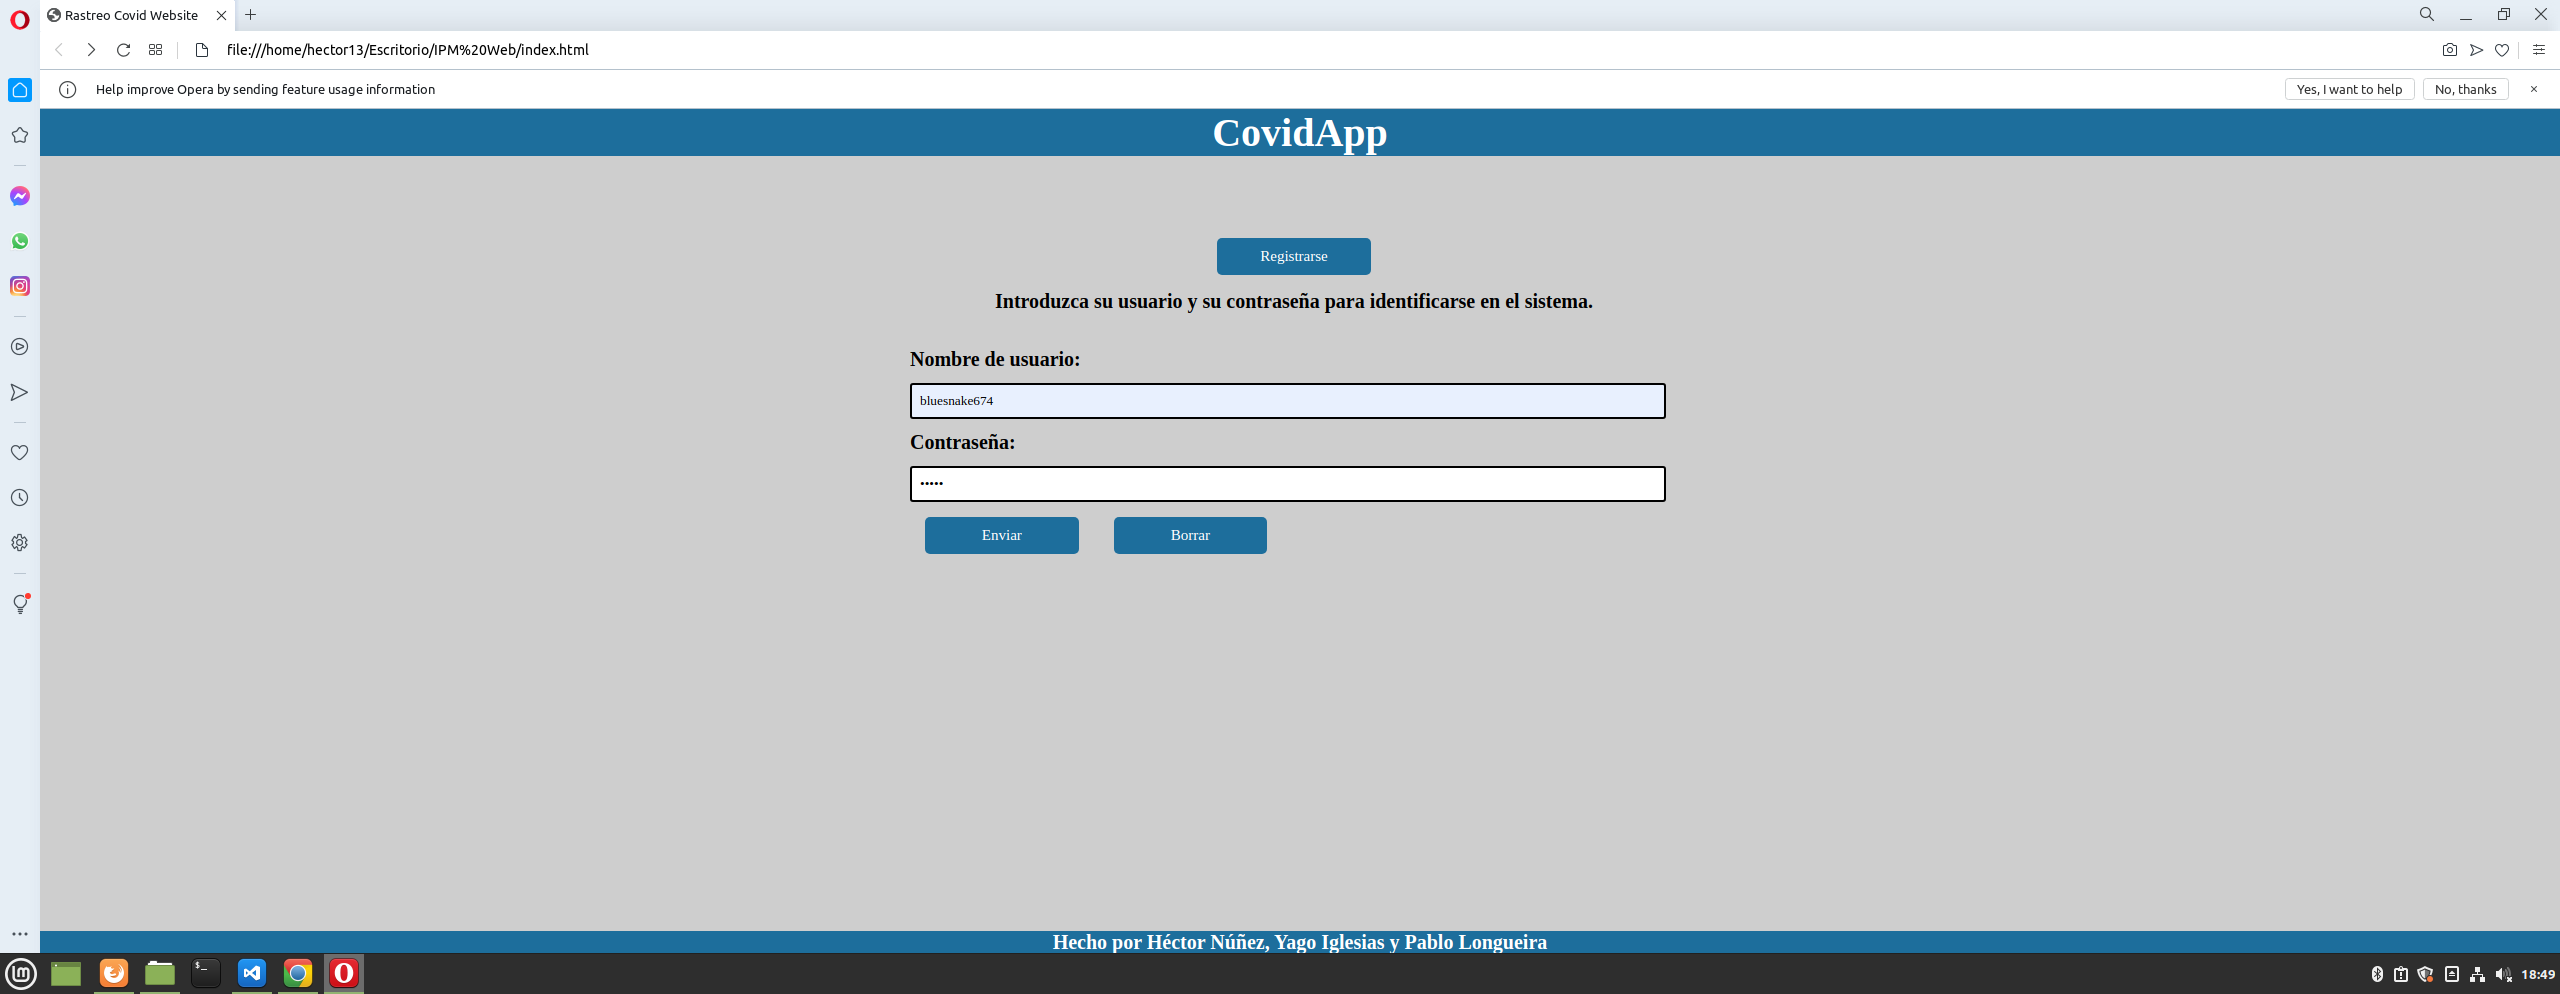 Rastreo Covid Website
file:///home/hector13/Escritorio/IPM%20Web/index.html
Help improve Opera by sending feature usage information
Yes, I want to help
No, thanks
CovidApp
Registrarse
Introduzca su usuario y su contraseña para identificarse en el sistema.
Nombre de usuario:
bluesnake674
Contraseña:
•••••
Enviar
Borrar
Hecho por Héctor Núñez, Yago Iglesias y Pablo Longueira
18:49